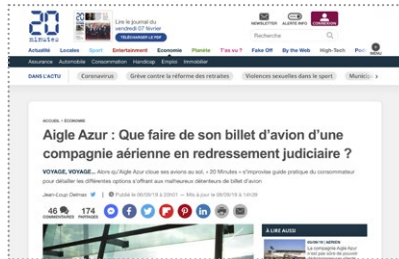 20
minutes
Lire le journal du
vendredi 07 février
TÉLÉCHARGER LE PDF
NEWSLETTER ALERTE INFO CONNEXION
Recherche
Actualité Locales Sport Entertainment Economie Planète T'as vu ? Fake Off By the Web High-Tech
MENU
Assurance Automobile Consommation Handicap Emploi Immobilier
DANS L'ACTU Coronavirus Grève contre la réforme des retraites Violences sexuelles dans le sport
ACCUEIL > ECONOMIE
Aigle Azur : Que faire de son billet d'avion d'une
compagnie aérienne en redressement judiciaire ?
VOYAGE, VOYAGE... Alors qu'Aigle Azur cloue ses avions au sol, « 20 Minutes » s'improvise guide pratique du consommateur
pour détailler les différentes options s'offrant aux malheureux détenteurs de billet d'avion
Jean-Loup Delmas
46 174
PARTAGES
À LIRE AUSSI
La compagnie Aigle Azur